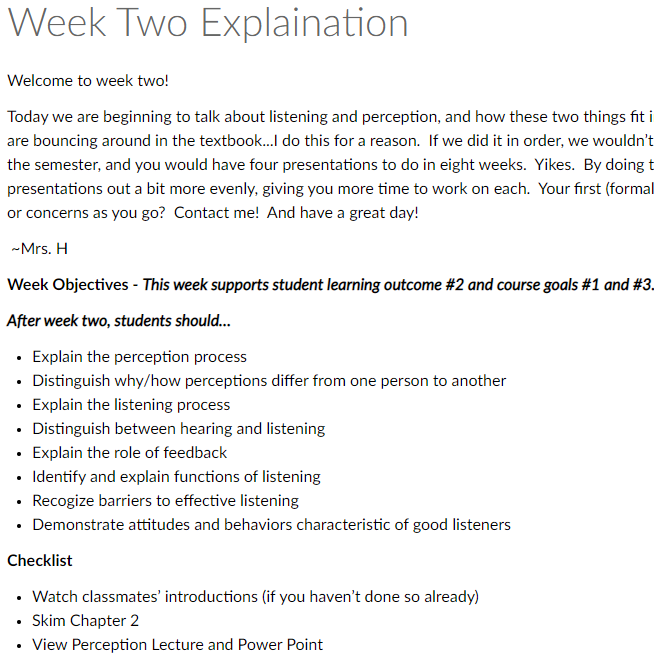 Week Two Explaination
Welcome to week two!
Today we are beginning to talk about listening and perception, and how these two things fit i
are bouncing around in the textbook...I do this for a reason.  If we did it in order, we wouldn't
the semester, and you would have four presentations to do in eight weeks.  Yikes.  By doing t
presentations out a bit more evenly, giving you more time to work on each.  Your first (formal
or concerns as you go?  Contact me!  And have a great day!
~Mrs. H
Week Objectives - This week supports student learning outcome #2 and course goals #1 and #3.
After week two, students should...
• Explain the perception process
• Distinguish why/how perceptions differ from one person to another
• Explain the listening process
• Distinguish between hearing and listening
• Explain the role of feedback
• Identify and explain functions of listening
• Recogize barriers to effective listening
• Demonstrate attitudes and behaviors characteristic of good listeners
Checklist
• Watch classmates' introductions (if you haven't done so already)
• Skim Chapter 2
• View Perception Lecture and Power Point